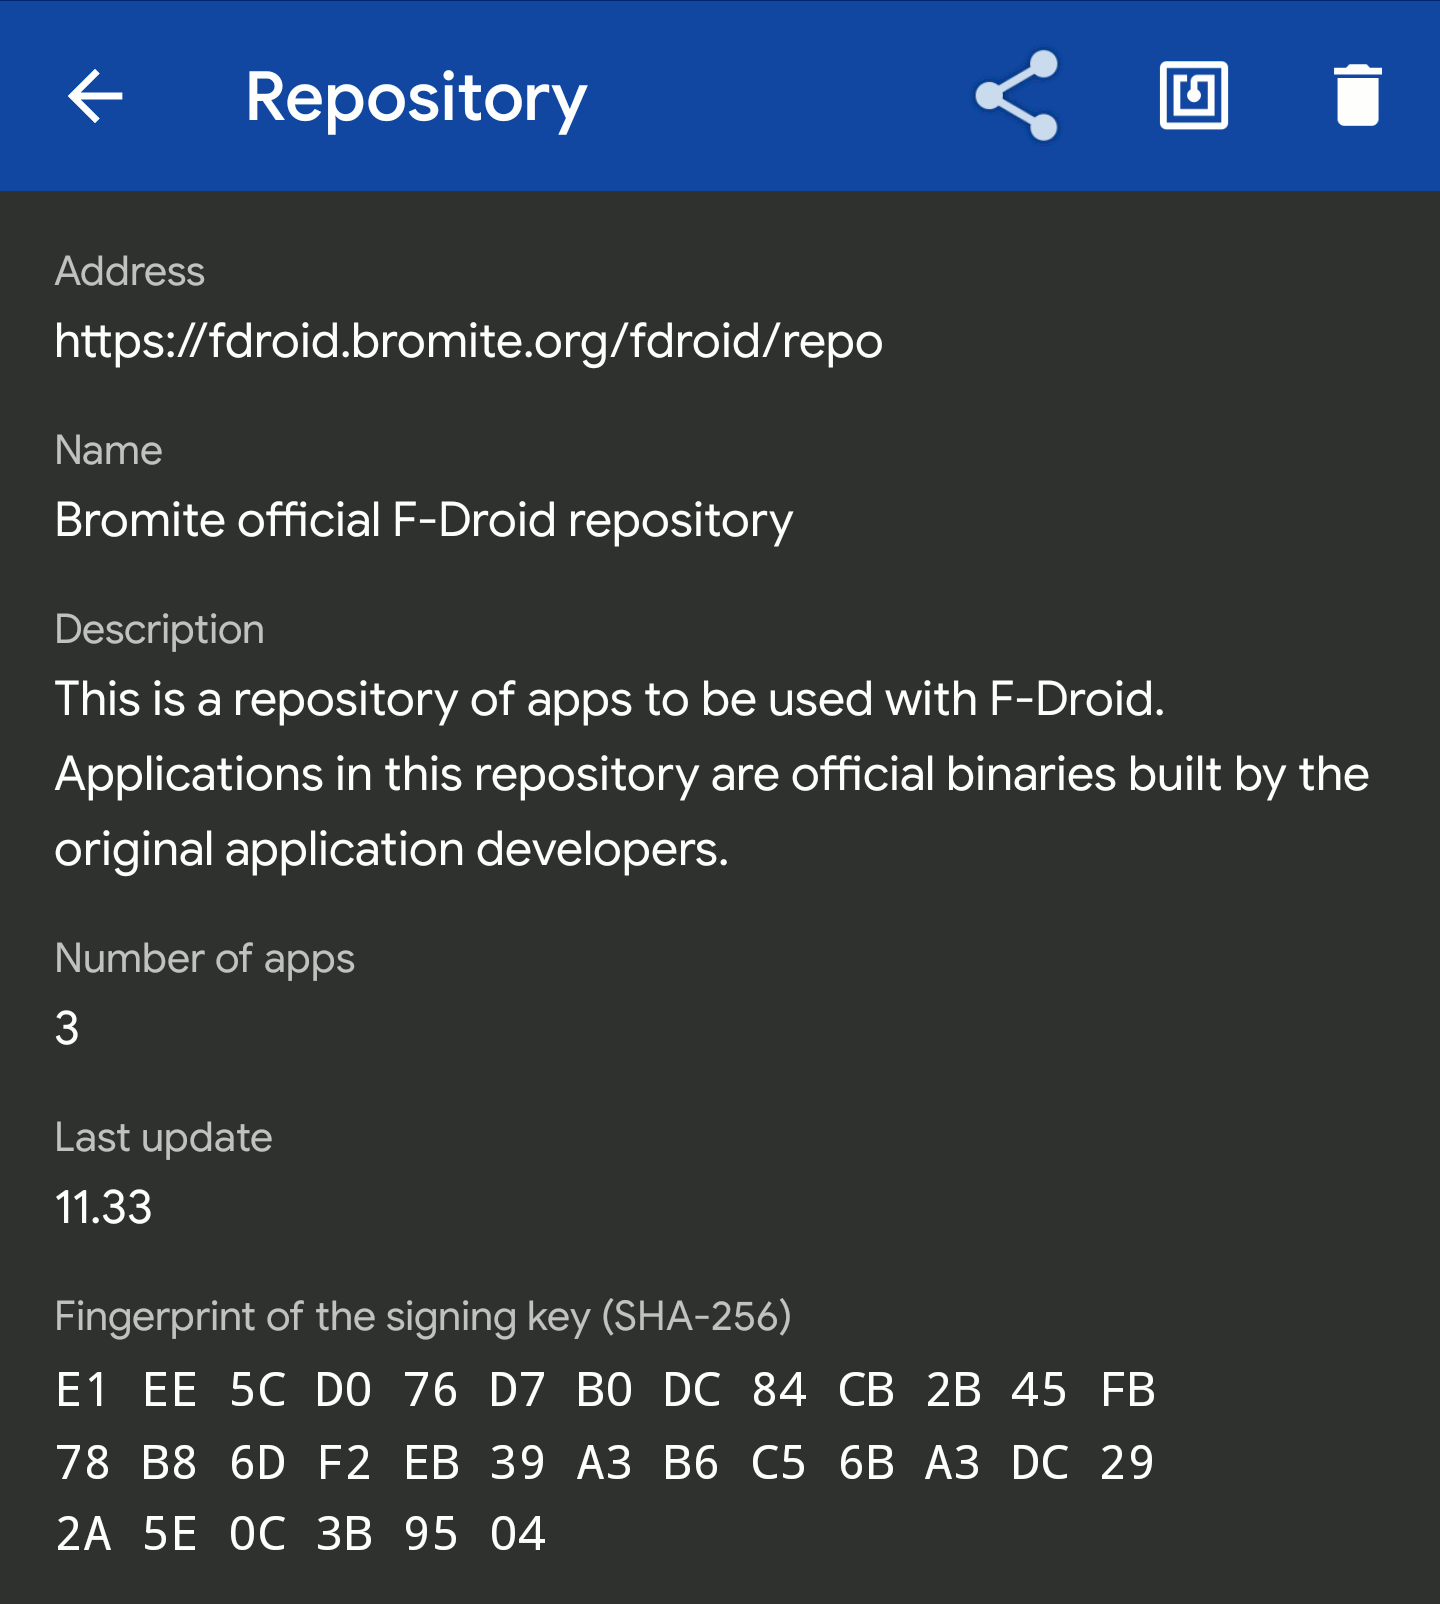 Repository
Address
https://fdroid.bromite.org/fdroid/repo
Name
Bromite official F-Droid repository
Description
This is a repository of apps to be used with F-Droid.
Applications in this repository are official binaries built by the
original application developers.
Number of apps
3
Last update
11.33
Fingerprint of the signing key (SHA-256)
E1 EE 5C D0 76 D7 B0 DC 84 CB 2B 45 FB
78 B8 6D F2 EB 39 A3 B6 C5 6B A3 DC 29
2A 5E 0C 3B 95 04